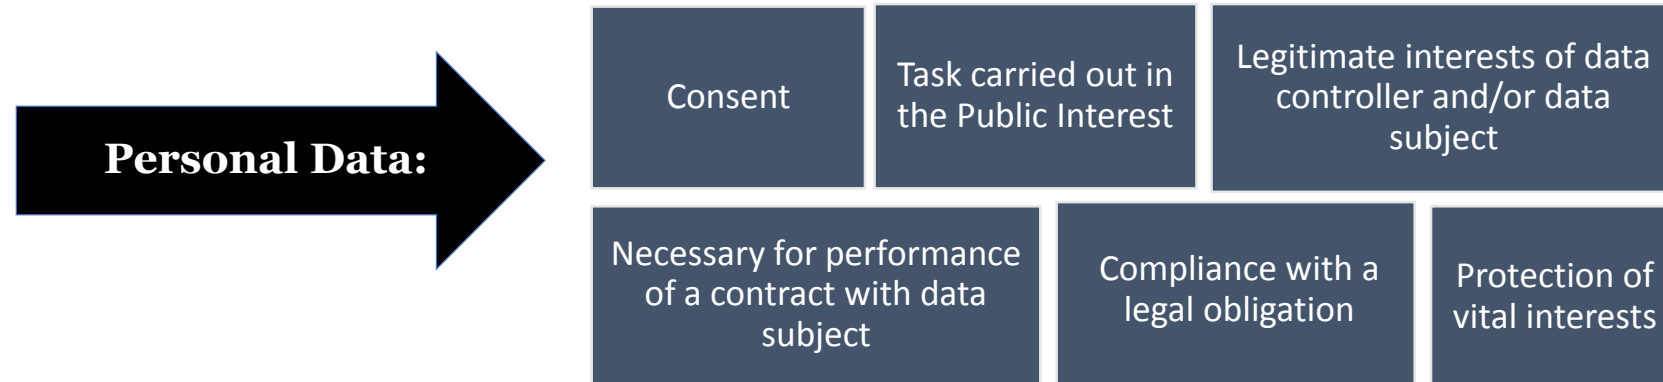 Personal Data:
Consent
Task carried out in
the Public Interest
Legitimate interests of data
controller and/or data
subject
Necessary for performance
of a contract with data
subject
Compliance with a
legal obligation
Protection of
vital interests